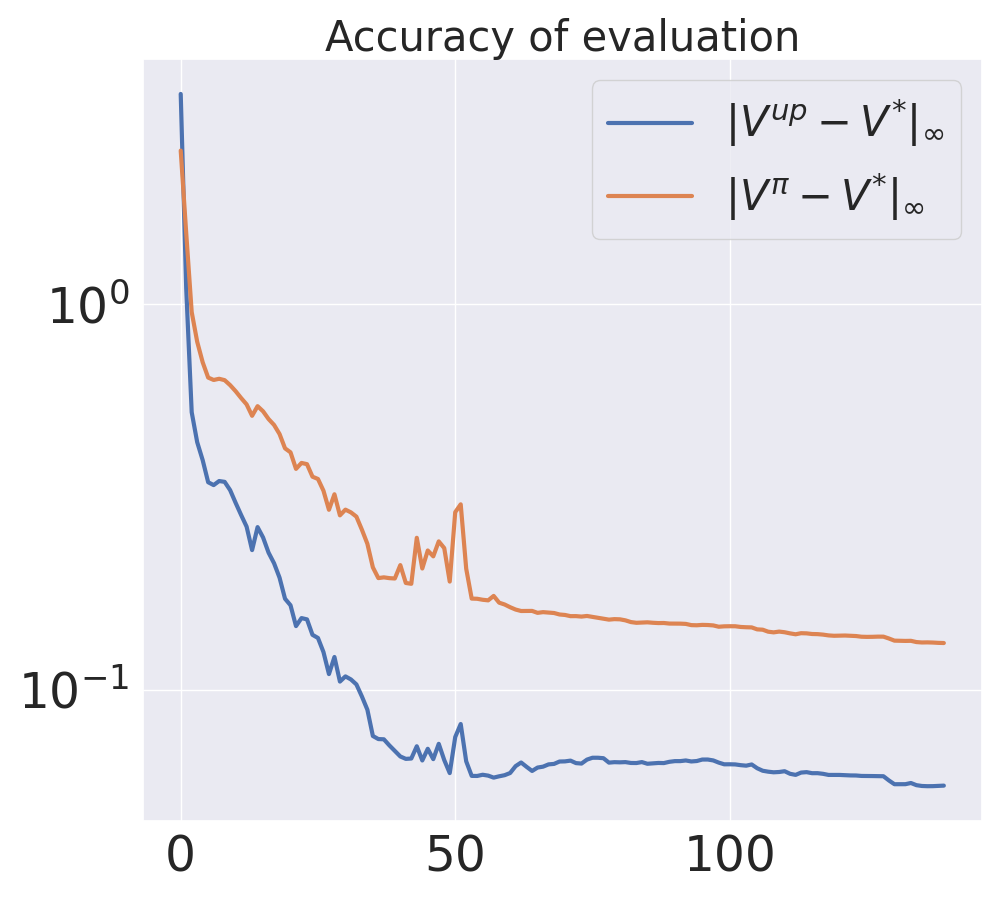 Accuracy of evaluation
|V^{up} − V^*|_∞
|V^π − V^*|_∞
10^0
10^{−1}
0 50 100